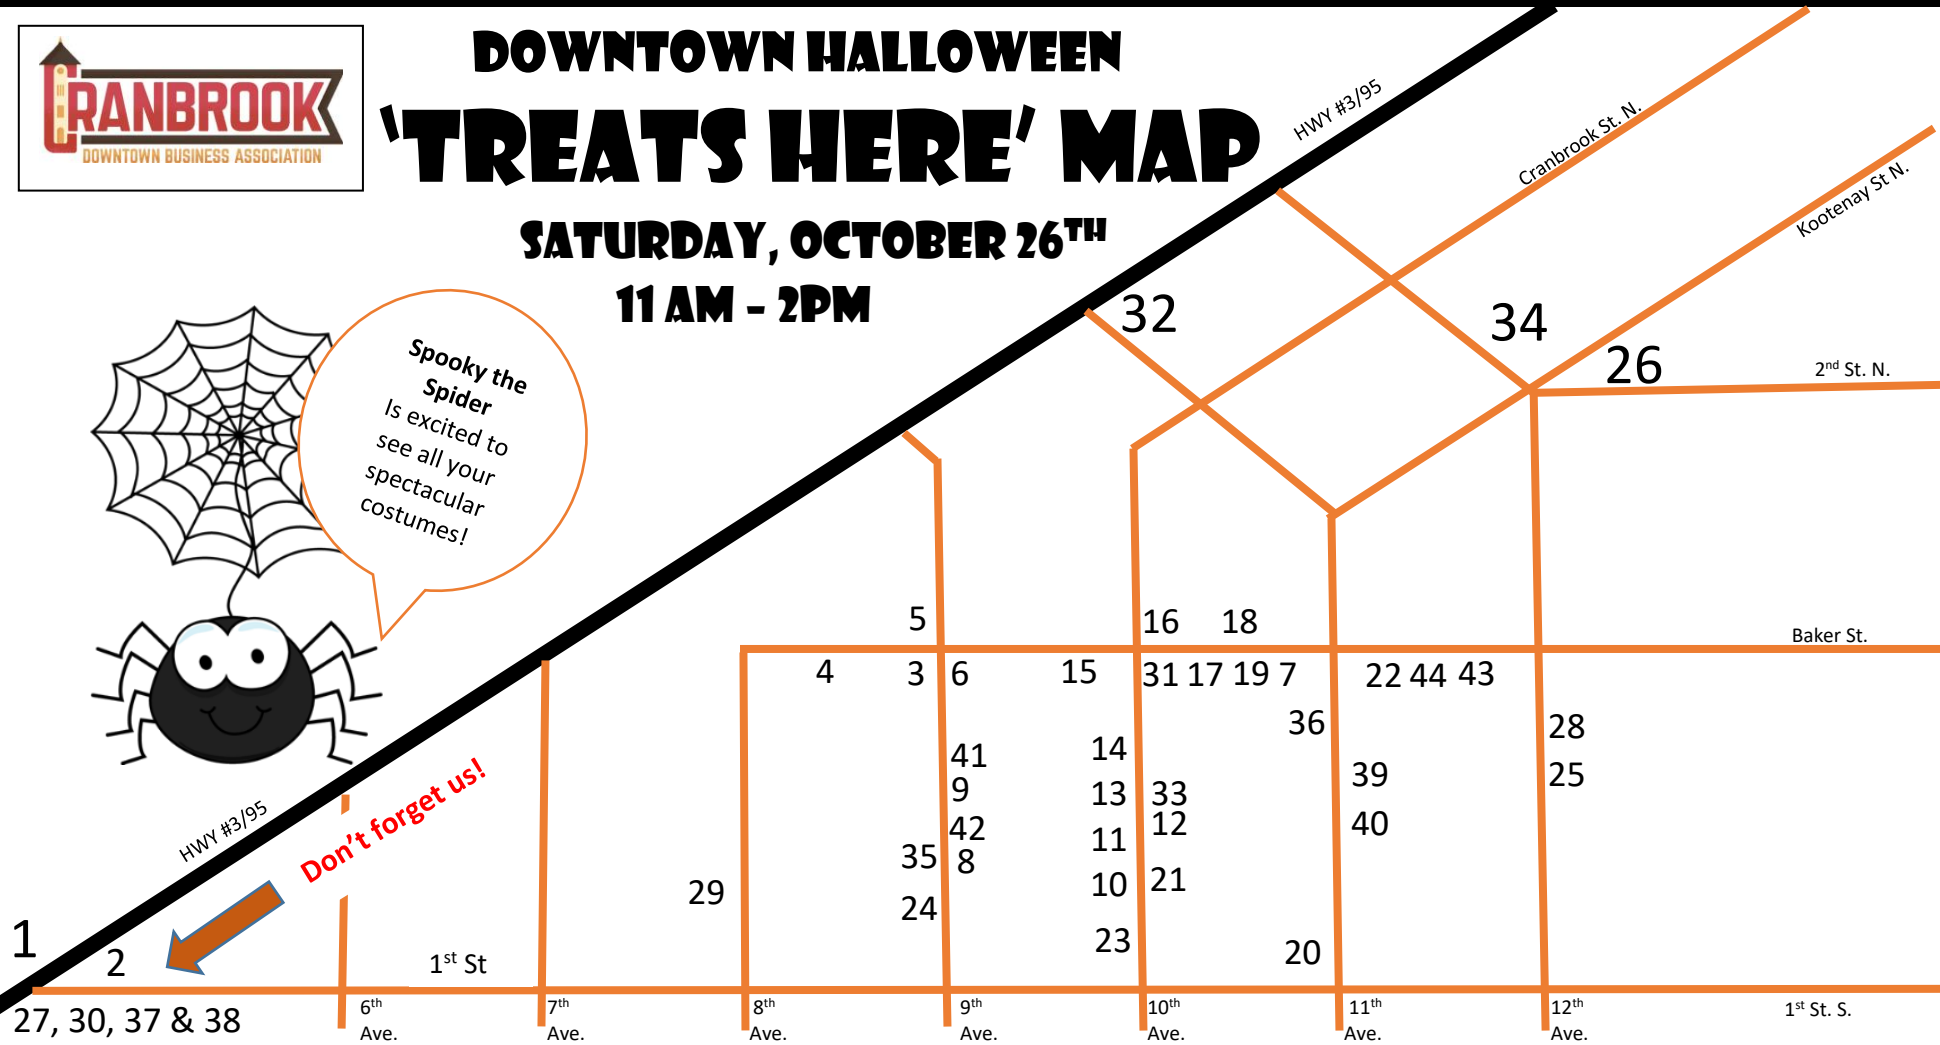 CRANBROOK
DOWNTOWN BUSINESS ASSOCIATION
DOWNTOWN HALLOWEEN
‘TREATS HERE’ MAP
SATURDAY, OCTOBER 26TH
11 AM – 2PM
HWY #3/95
Cranbrook St. N.
Kootenay St N.
32
34
26
2nd St. N.
Spooky the
Spider
Is excited to
see all your
spectacular
costumes!
5
16 18
Baker St.
4 3 6 15 31 17 19 7 22 44 43
36
28
14
41
39
25
9
13 33
12
40
42
11
35 8
10 21
29
24
23
20
Don’t forget us!
HWY #3/95
1
2
1st St
27, 30, 37 & 38
6th
Ave.
7th
Ave.
8th
Ave.
9th
Ave.
10th
Ave.
11th
Ave.
12th
Ave.
1st St. S.